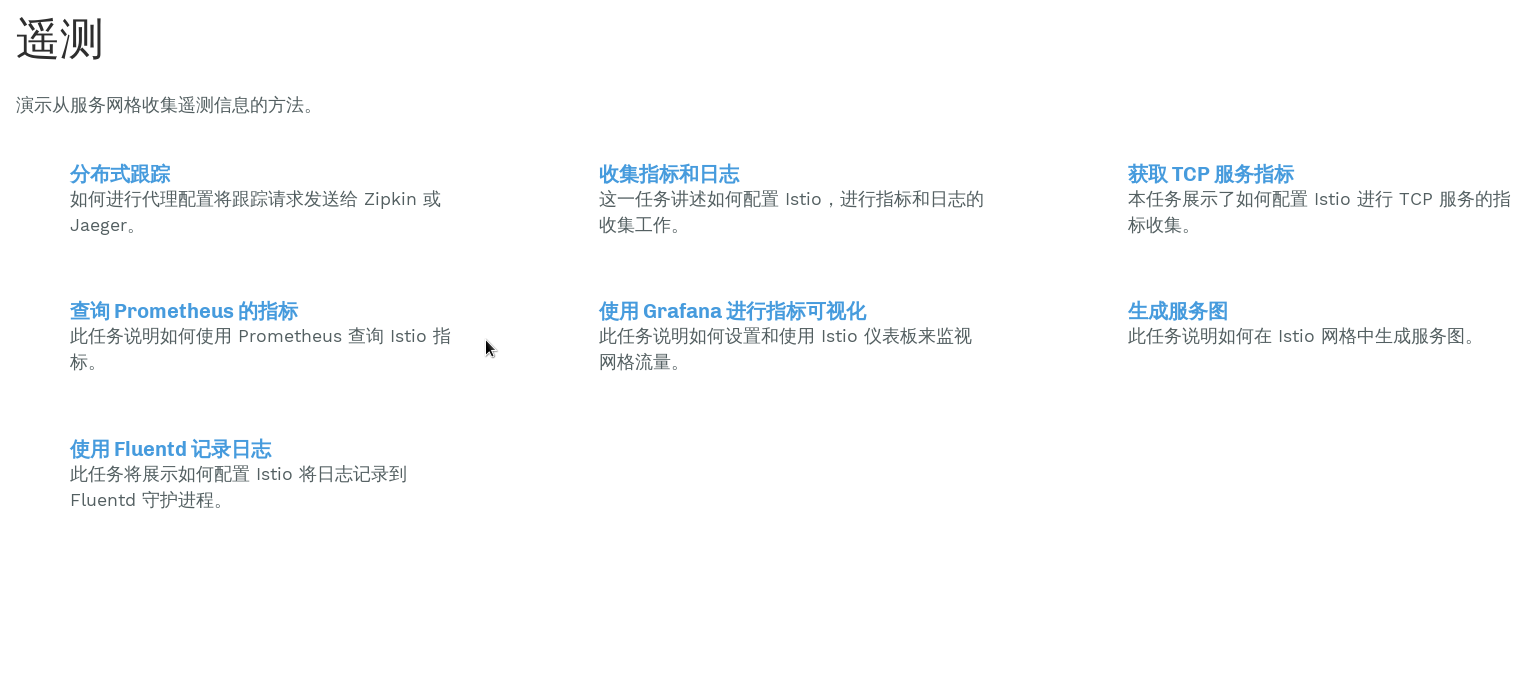 遥测
演示从服务网格收集遥测信息的方法。
分布式跟踪
如何进行代理配置将跟踪请求发送给 Zipkin 或
Jaeger。
收集指标和日志
这一任务讲述如何配置 Istio，进行指标和日志的
收集工作。
获取 TCP 服务指标
本任务展示了如何配置 Istio 进行 TCP 服务的指
标收集。
查询 Prometheus 的指标
此任务说明如何使用 Prometheus 查询 Istio 指
标。
使用 Grafana 进行指标可视化
此任务说明如何设置和使用 Istio 仪表板来监视
网格流量。
生成服务图
此任务说明如何在 Istio 网格中生成服务图。
使用 Fluentd 记录日志
此任务将展示如何配置 Istio 将日志记录到
Fluentd 守护进程。